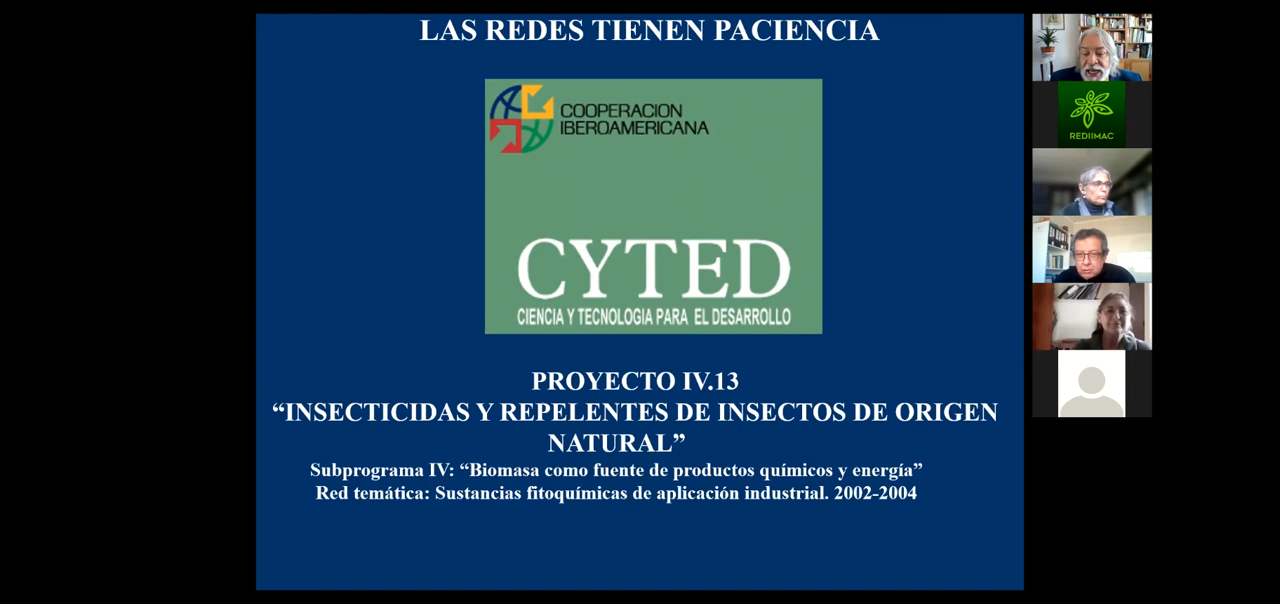 LAS REDES TIENEN PACIENCIA
COOPERACION
IBEROAMERICANA
CYTED
CIENCIA Y TECNOLOGIA PARA EL DESARROLLO
PROYECTO IV.13
“INSECTICIDAS Y REPELENTES DE INSECTOS DE ORIGEN
NATURAL”
Subprograma IV: “Biomasa como fuente de productos químicos y energía”
Red temática: Sustancias fitoquímicas de aplicación industrial. 2002-2004
REDIIMAC